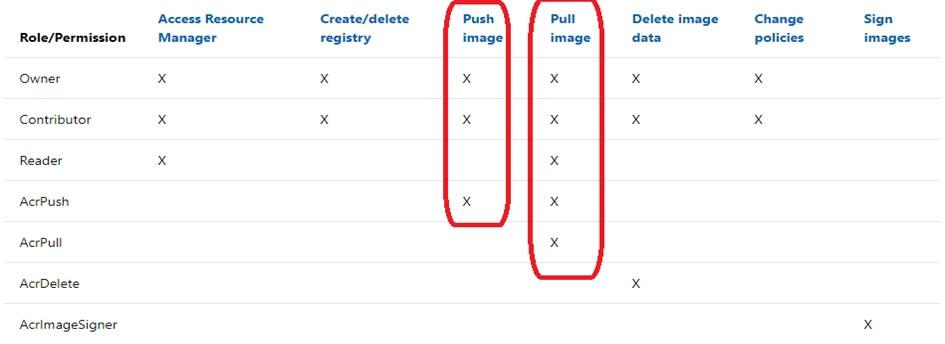 Role/Permission Access Resource Manager Create/delete registry Push image Pull image Delete image data Change policies Sign images
Owner X X X X X X
Contributor X X X X X X
Reader X X
AcrPush X X
AcrPull X
AcrDelete X
AcrImageSigner X